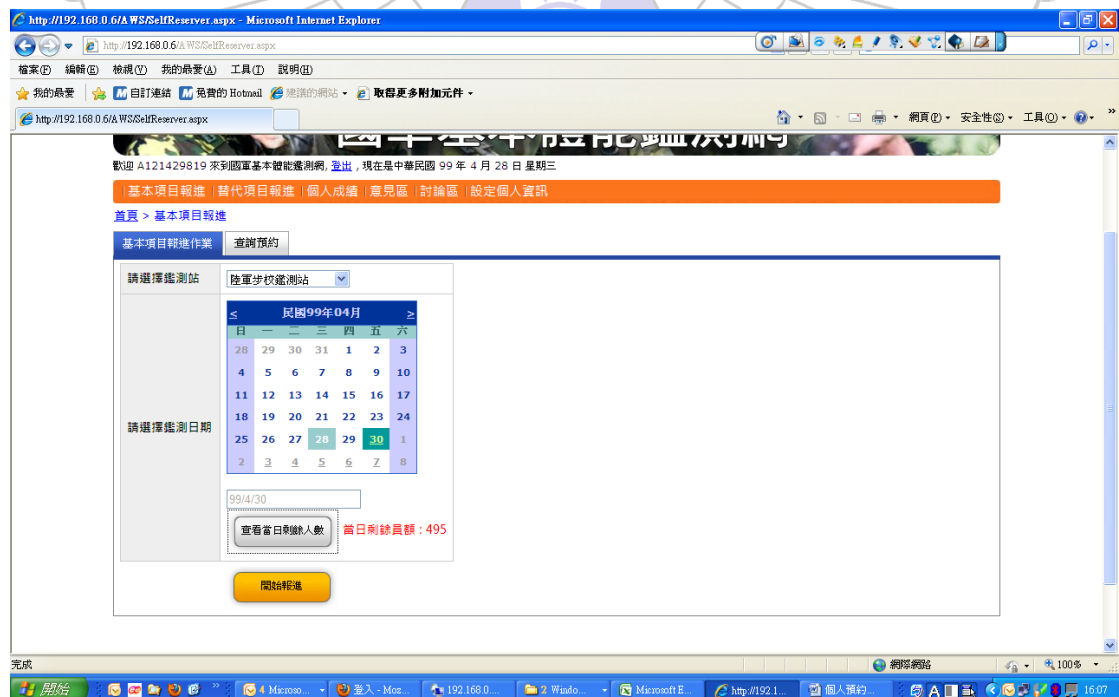 http://192.168.0.6/AWS/SelfReserver.aspx - Microsoft Internet Explorer
http://192.168.0.6/AWS/SelfReserver.aspx
檔案(F) 編輯(E) 檢視(V) 我的最愛(A) 工具(T) 說明(H)
我的最愛 自訂連結 免費的 Hotmail 建議的網站 取得更多附加元件
http://192.168.0.6/AWS/SelfReserver.aspx 網頁(P) 安全性(S) 工具(O) »
國軍基本體能鑑測網
歡迎 A121429819 來到國軍基本體能鑑測網, 登出 , 現在是中華民國 99 年 4 月 28 日 星期三
|基本項目報進 |替代項目報進 |個人成績 |意見區 |討論區 |設定個人資訊
首頁 > 基本項目報進
基本項目報進作業 查詢預約
請選擇鑑測站 陸軍步校鑑測站
請選擇鑑測日期
< 民國99年04月 >
日 一 二 三 四 五 六
28 29 30 31 1 2 3
4 5 6 7 8 9 10
11 12 13 14 15 16 17
18 19 20 21 22 23 24
25 26 27 28 29 30 1
2 3 4 5 6 7 8
99/4/30
查看當日剩餘人數 當日剩餘員額：495
開始報進
完成 網際網路 100%
開始 » 4 Microso... 登入 - Moz... 192.168.0.... 2 Windo... Microsoft E... http://192.1... 個人預約... A 16:07